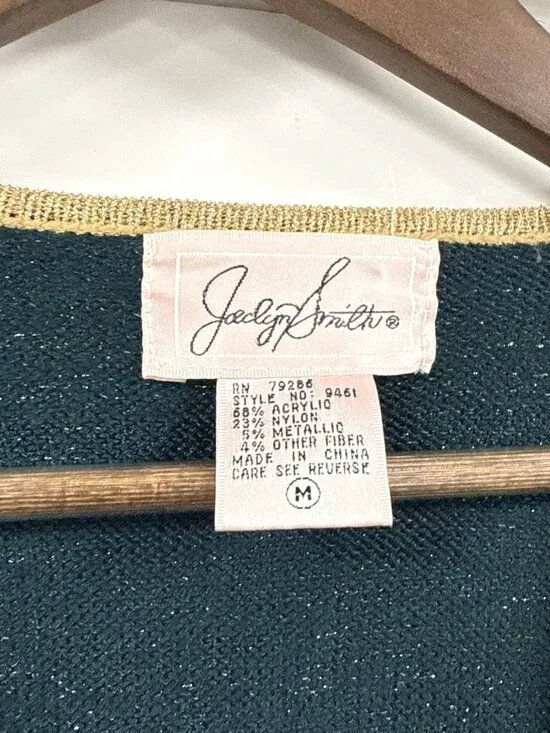 Jaclyn Smith®
RN 79286
STYLE NO: 9461
68% ACRYLIC
23% NYLON
5% METALLIC
4% OTHER FIBER
MADE IN CHINA
CARE SEE REVERSE
M